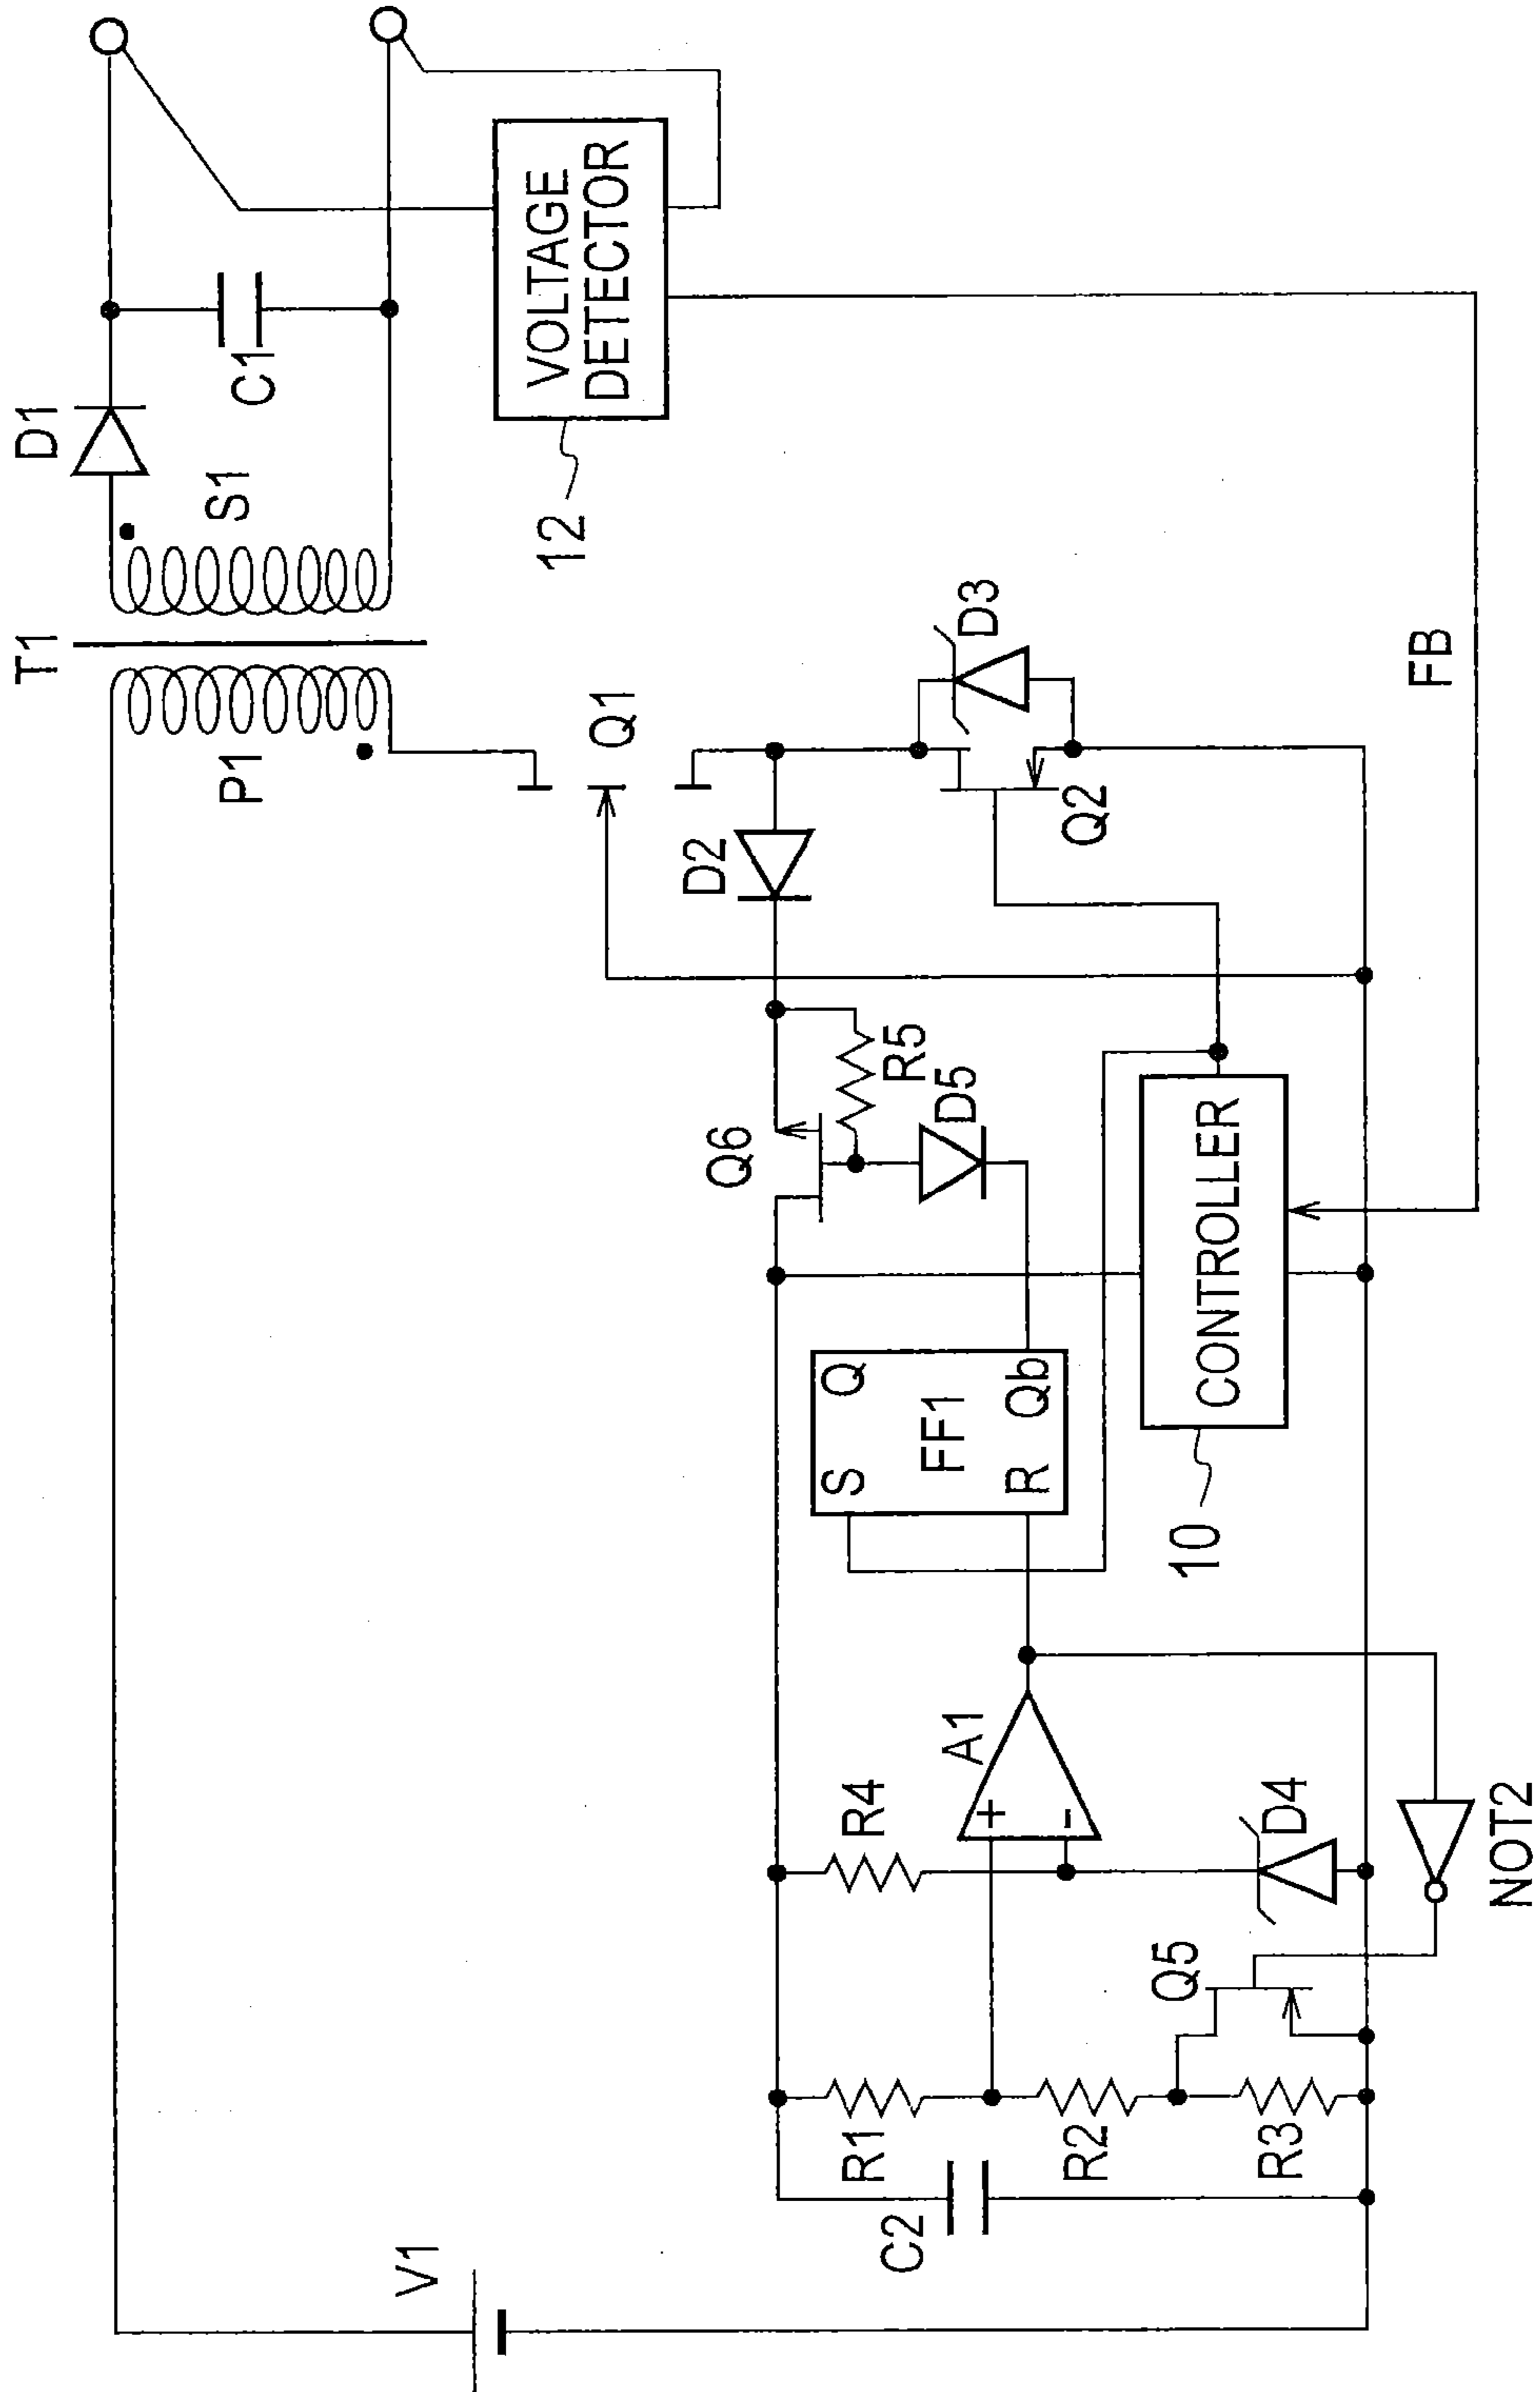 T1
D1
P1
S1
C1
V1
Q1
VOLTAGE
DETECTOR
12
D2
Q6
R5
D5
D3
Q2
FF1
S
Q
R
Qb
R4
A1
+
-
R1
C2
R2
R3
Q5
D4
NOT2
CONTROLLER
10
FB